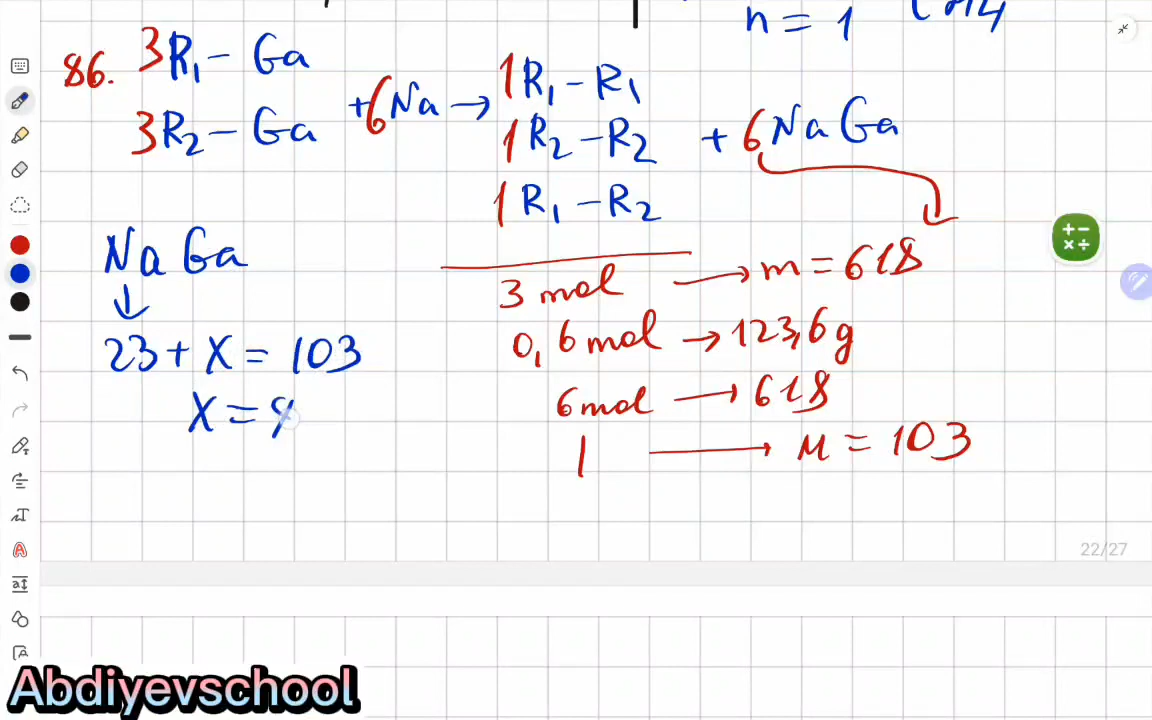 n = 1
86. 3R₁ – Ga
3R₂ – Ga
+ 6Na →
1R₁ – R₁
1R₂ – R₂
1R₁ – R₂
+ 6NaGa
NaGa
↓
23 + X = 103
X = 8
3 mol → m = 618
0,6 mol → 123,6g
6 mol → 618
1 → M = 103
22/27
Abdiyevschool